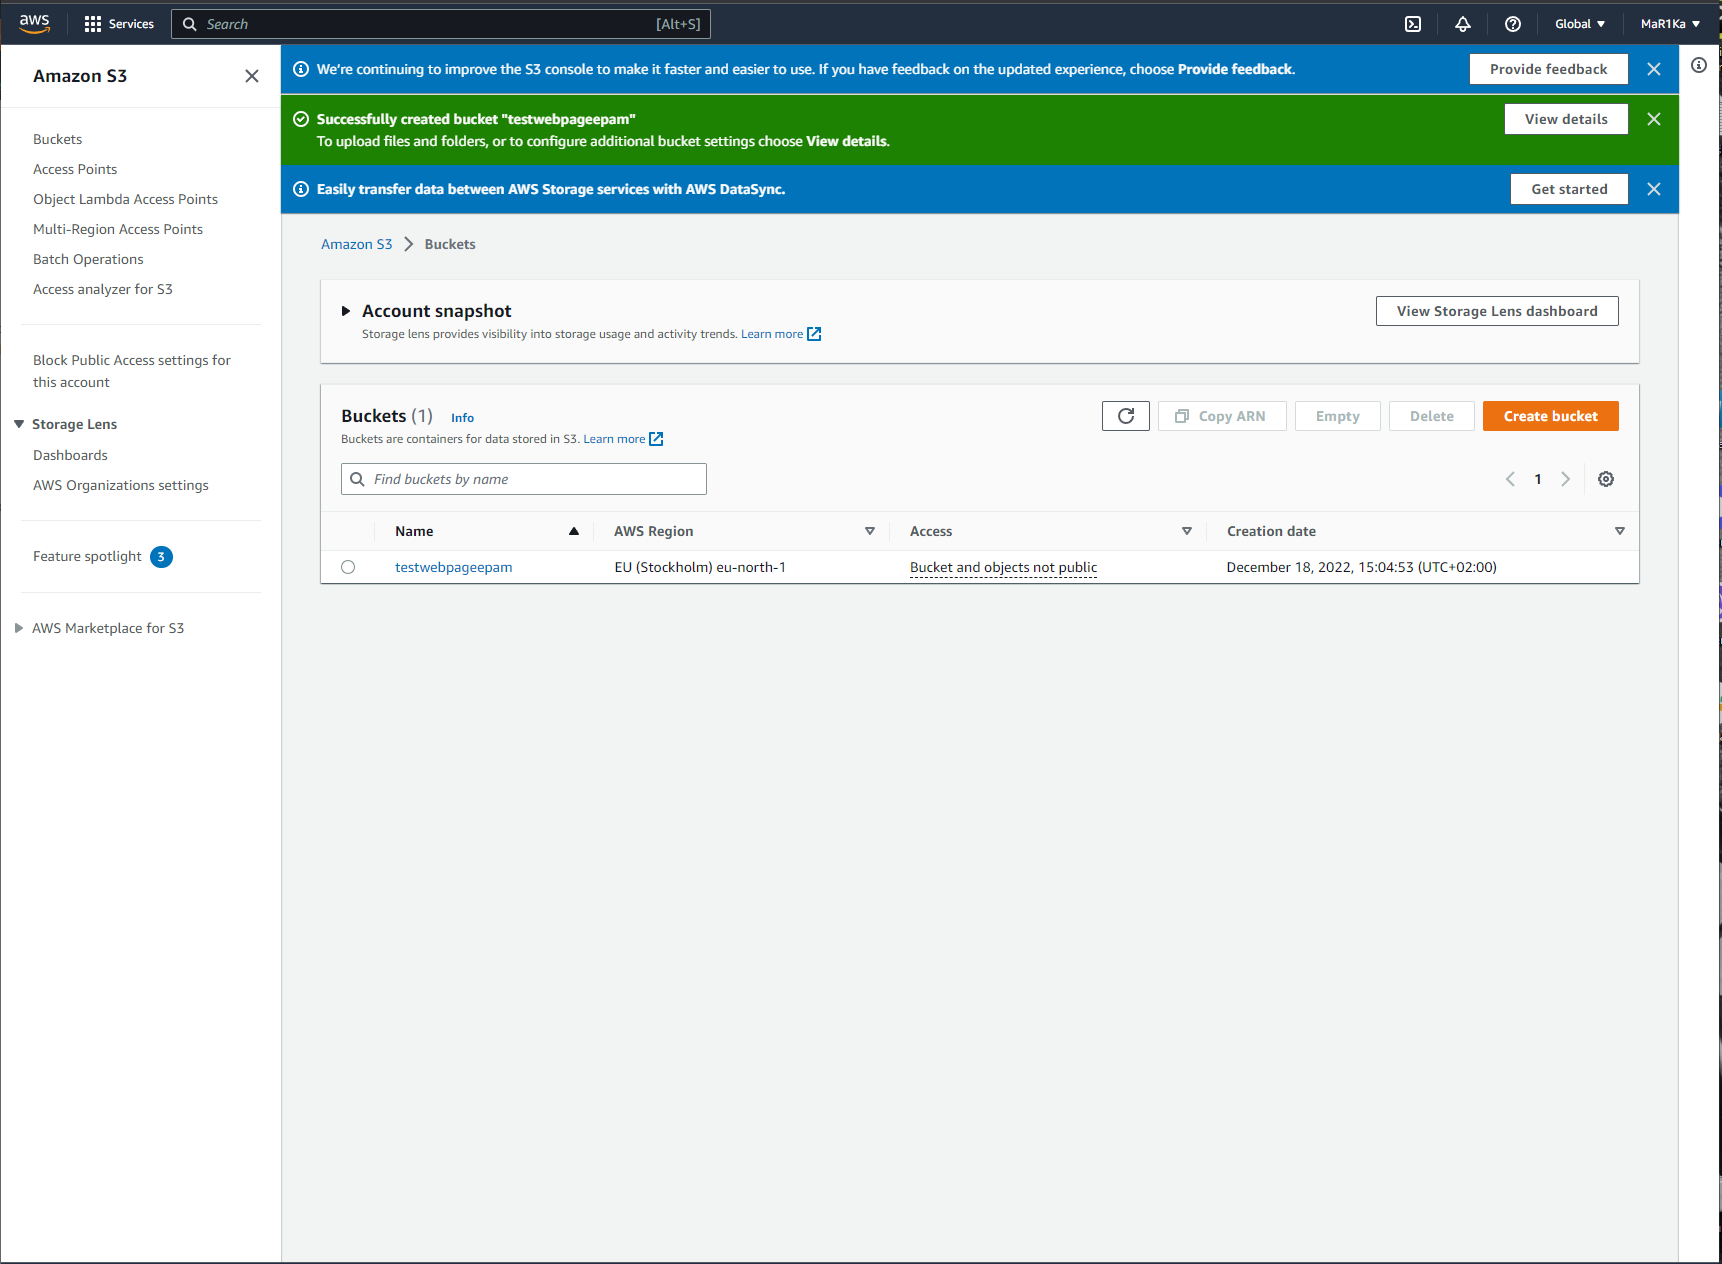 aws
Services
Search
[Alt+S]
Global
MaR1Ka
Amazon S3
Buckets
Access Points
Object Lambda Access Points
Multi-Region Access Points
Batch Operations
Access analyzer for S3
Block Public Access settings for
this account
Storage Lens
Dashboards
AWS Organizations settings
Feature spotlight 3
AWS Marketplace for S3
We're continuing to improve the S3 console to make it faster and easier to use. If you have feedback on the updated experience, choose Provide feedback.
Provide feedback
Successfully created bucket "testwebpageepam"
To upload files and folders, or to configure additional bucket settings choose View details.
View details
Easily transfer data between AWS Storage services with AWS DataSync.
Get started
Amazon S3
Buckets
Account snapshot
Storage lens provides visibility into storage usage and activity trends. Learn more
View Storage Lens dashboard
Buckets (1)
Info
Buckets are containers for data stored in S3. Learn more
Copy ARN
Empty
Delete
Create bucket
Find buckets by name
1
Name
AWS Region
Access
Creation date
testwebpageepam
EU (Stockholm) eu-north-1
Bucket and objects not public
December 18, 2022, 15:04:53 (UTC+02:00)